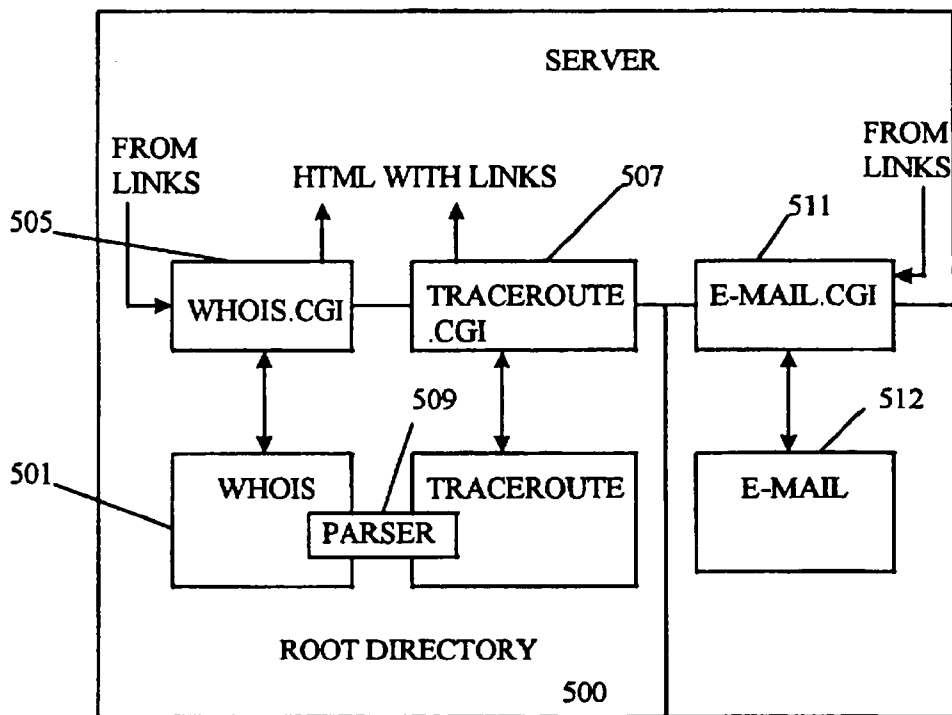 SERVER
FROM
LINKS
HTML WITH LINKS
507
FROM
LINKS
505
511
WHOIS.CGI
TRACEROUTE
.CGI
E-MAIL.CGI
509
512
501
WHOIS
TRACEROUTE
E-MAIL
PARSER
ROOT DIRECTORY
500